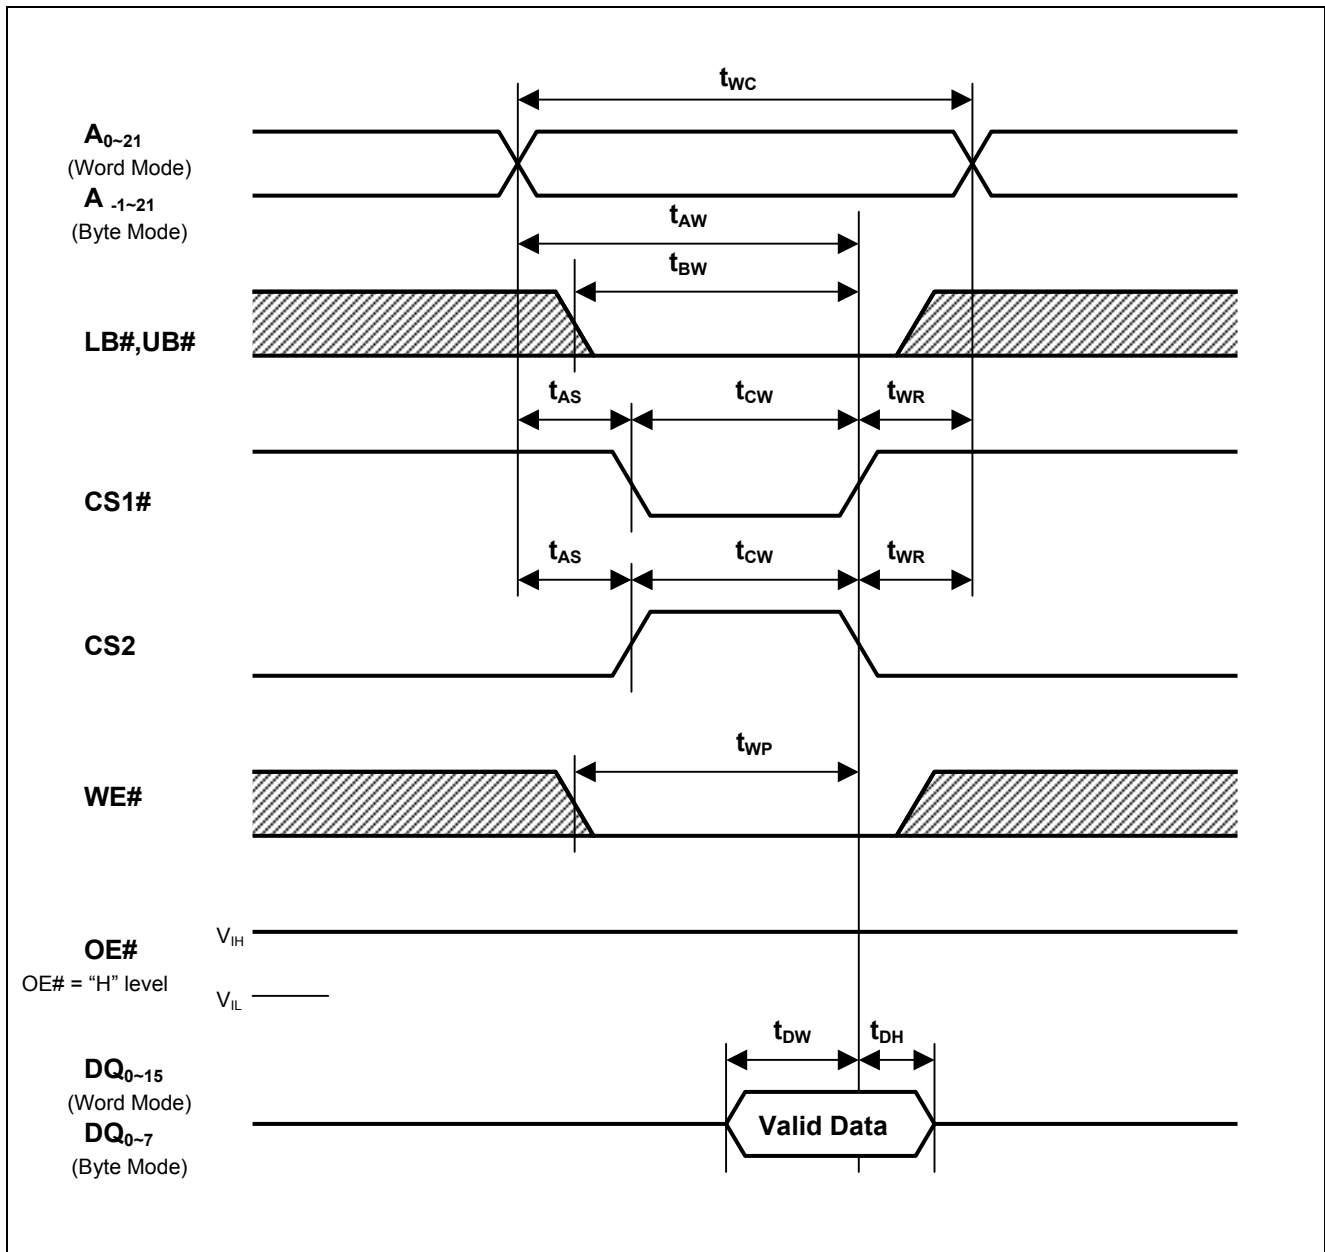 tWC
A0~21
(Word Mode)
A -1~21
(Byte Mode)
tAW
tBW
LB#,UB#
tAS tCW tWR
CS1#
tAS tCW tWR
CS2
tWP
WE#
VIH
OE#
OE# = “H” level
VIL
tDW tDH
DQ0~15
(Word Mode)
Valid Data
DQ0~7
(Byte Mode)